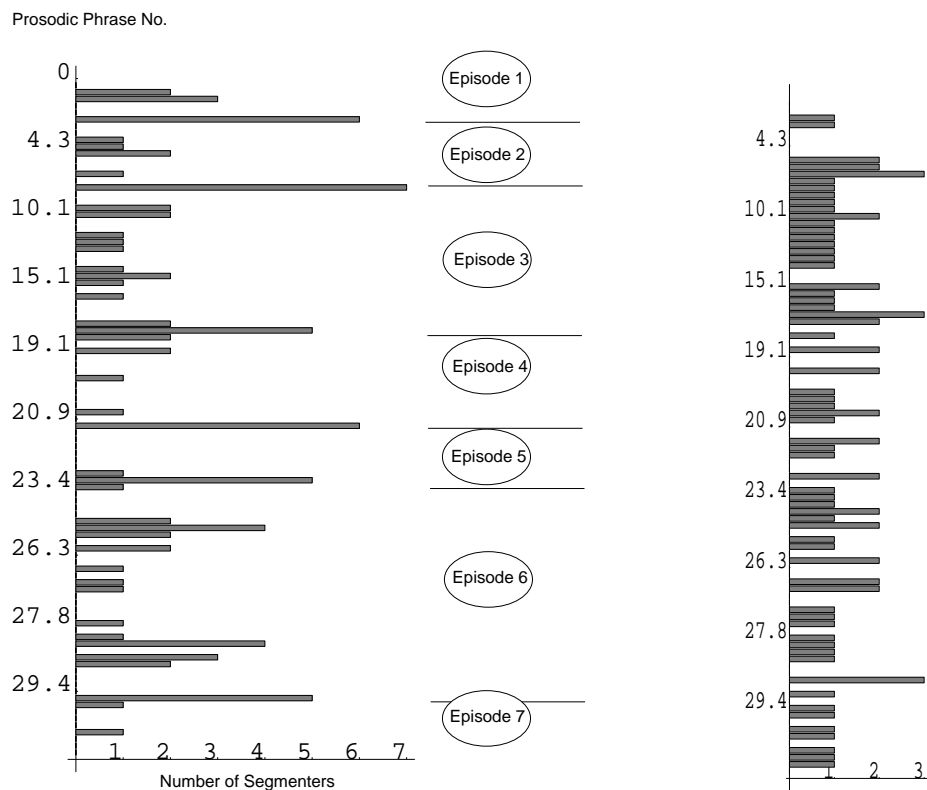 Prosodic Phrase No.
0
4.3
10.1
15.1
19.1
20.9
23.4
26.3
27.8
29.4
1 2 3 4 5 6 7
Number of Segmenters
Episode 1
Episode 2
Episode 3
Episode 4
Episode 5
Episode 6
Episode 7
4.3
10.1
15.1
19.1
20.9
23.4
26.3
27.8
29.4
1 2 3